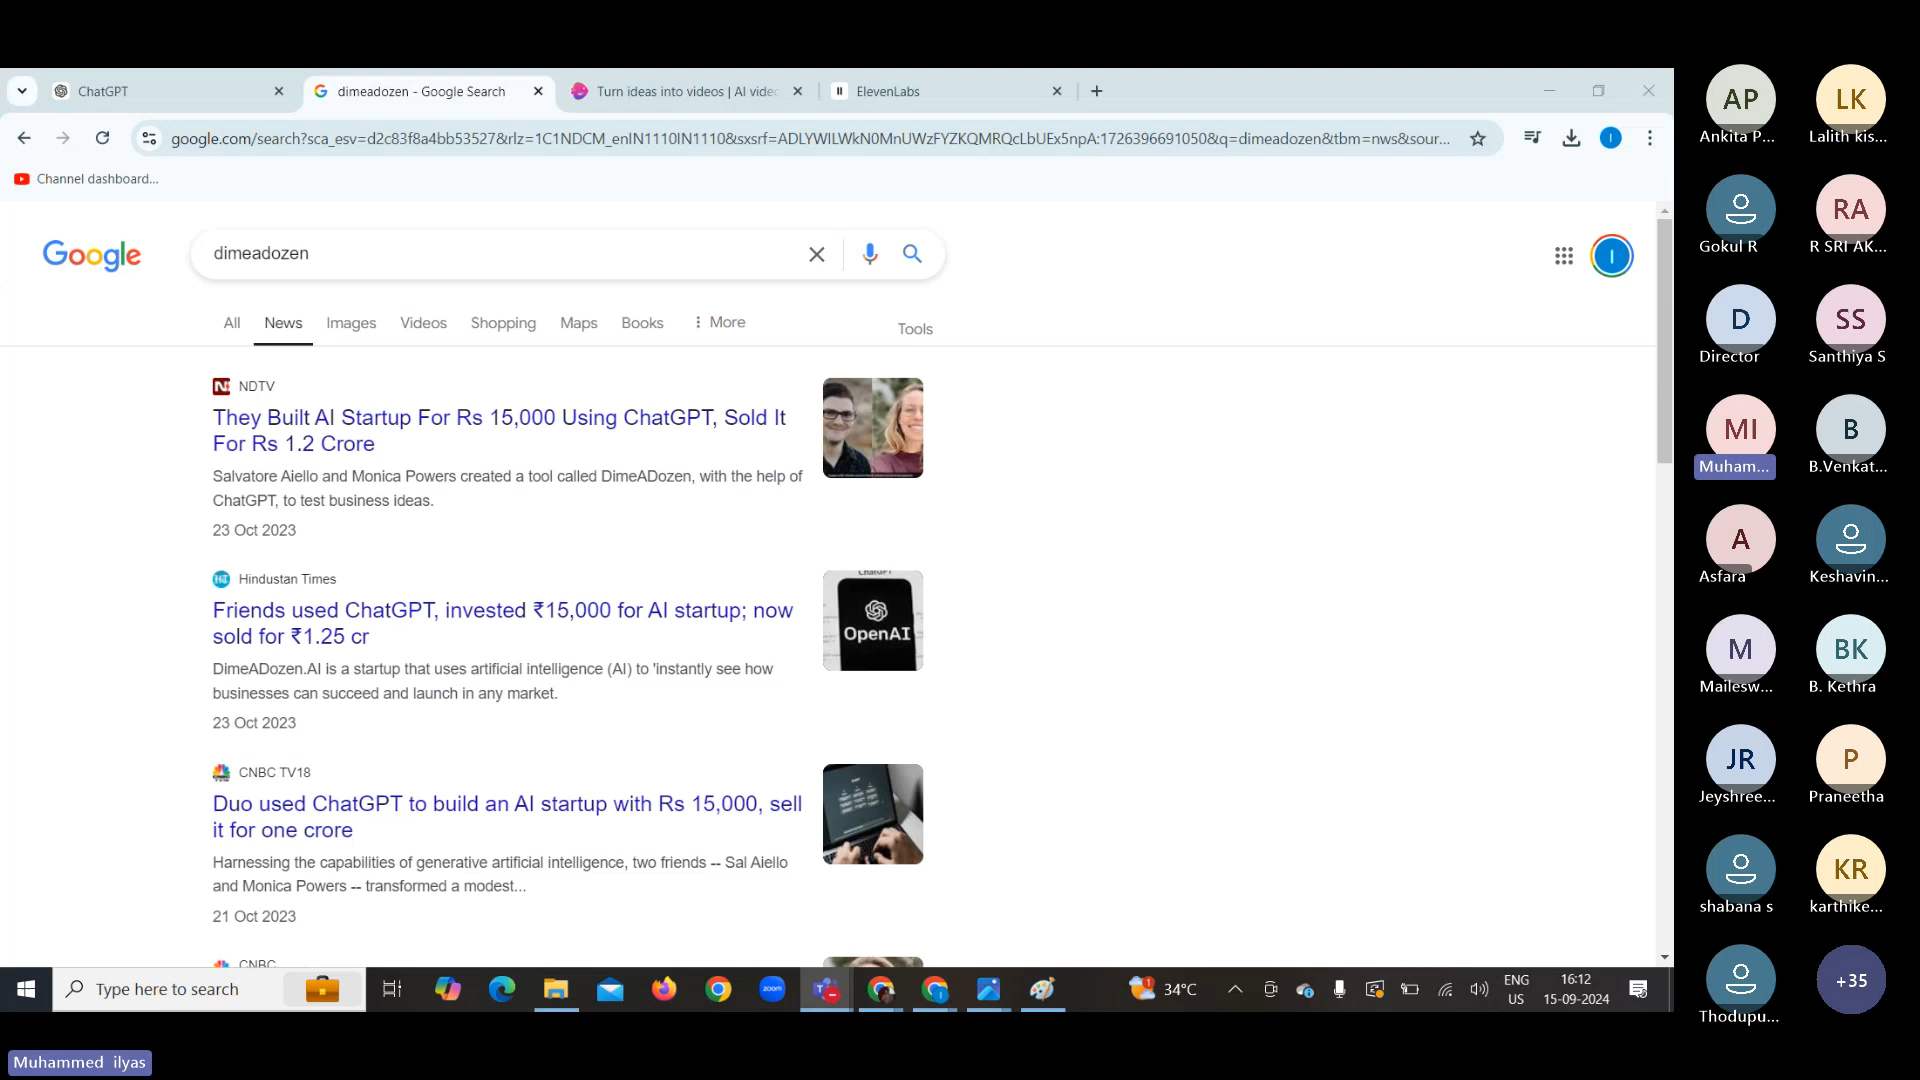 ChatGPT
dimeadozen - Google Search
Turn ideas into videos | AI vide
ElevenLabs
google.com/search?sca_esv=d2c83f8a4bb53527&rlz=1C1NDCM_enIN1110IN1110&sxsrf=ADLYWILWkN0MnUWzFYZKQMRQcLbUEx5npA:1726396691050&q=dimeadozen&tbm=nws&sour...
Channel dashboard...
Google
dimeadozen
All News Images Videos Shopping Maps Books More
Tools
NDTV
They Built AI Startup For Rs 15,000 Using ChatGPT, Sold It
For Rs 1.2 Crore
Salvatore Aiello and Monica Powers created a tool called DimeADozen, with the help of
ChatGPT, to test business ideas.
23 Oct 2023
Hindustan Times
Friends used ChatGPT, invested ₹15,000 for AI startup; now
sold for ₹1.25 cr
DimeADozen.AI is a startup that uses artificial intelligence (AI) to 'instantly see how
businesses can succeed and launch in any market.
23 Oct 2023
ChatGPT
OpenAI
CNBC TV18
Duo used ChatGPT to build an AI startup with Rs 15,000, sell
it for one crore
Harnessing the capabilities of generative artificial intelligence, two friends -- Sal Aiello
and Monica Powers -- transformed a modest...
21 Oct 2023
CNBC
Type here to search
zoom
34°C
ENG
US
16:12
15-09-2024
Muhammed ilyas
AP
Ankita P...
LK
Lalith kis...
Gokul R
RA
R SRI AK...
D
Director
SS
Santhiya S
MI
Muham...
B
B.Venkat...
A
Asfara
Keshavin...
M
Mailesw...
BK
B. Kethra
JR
Jeyshree...
P
Praneetha
shabana s
KR
karthike...
Thodupu...
+35